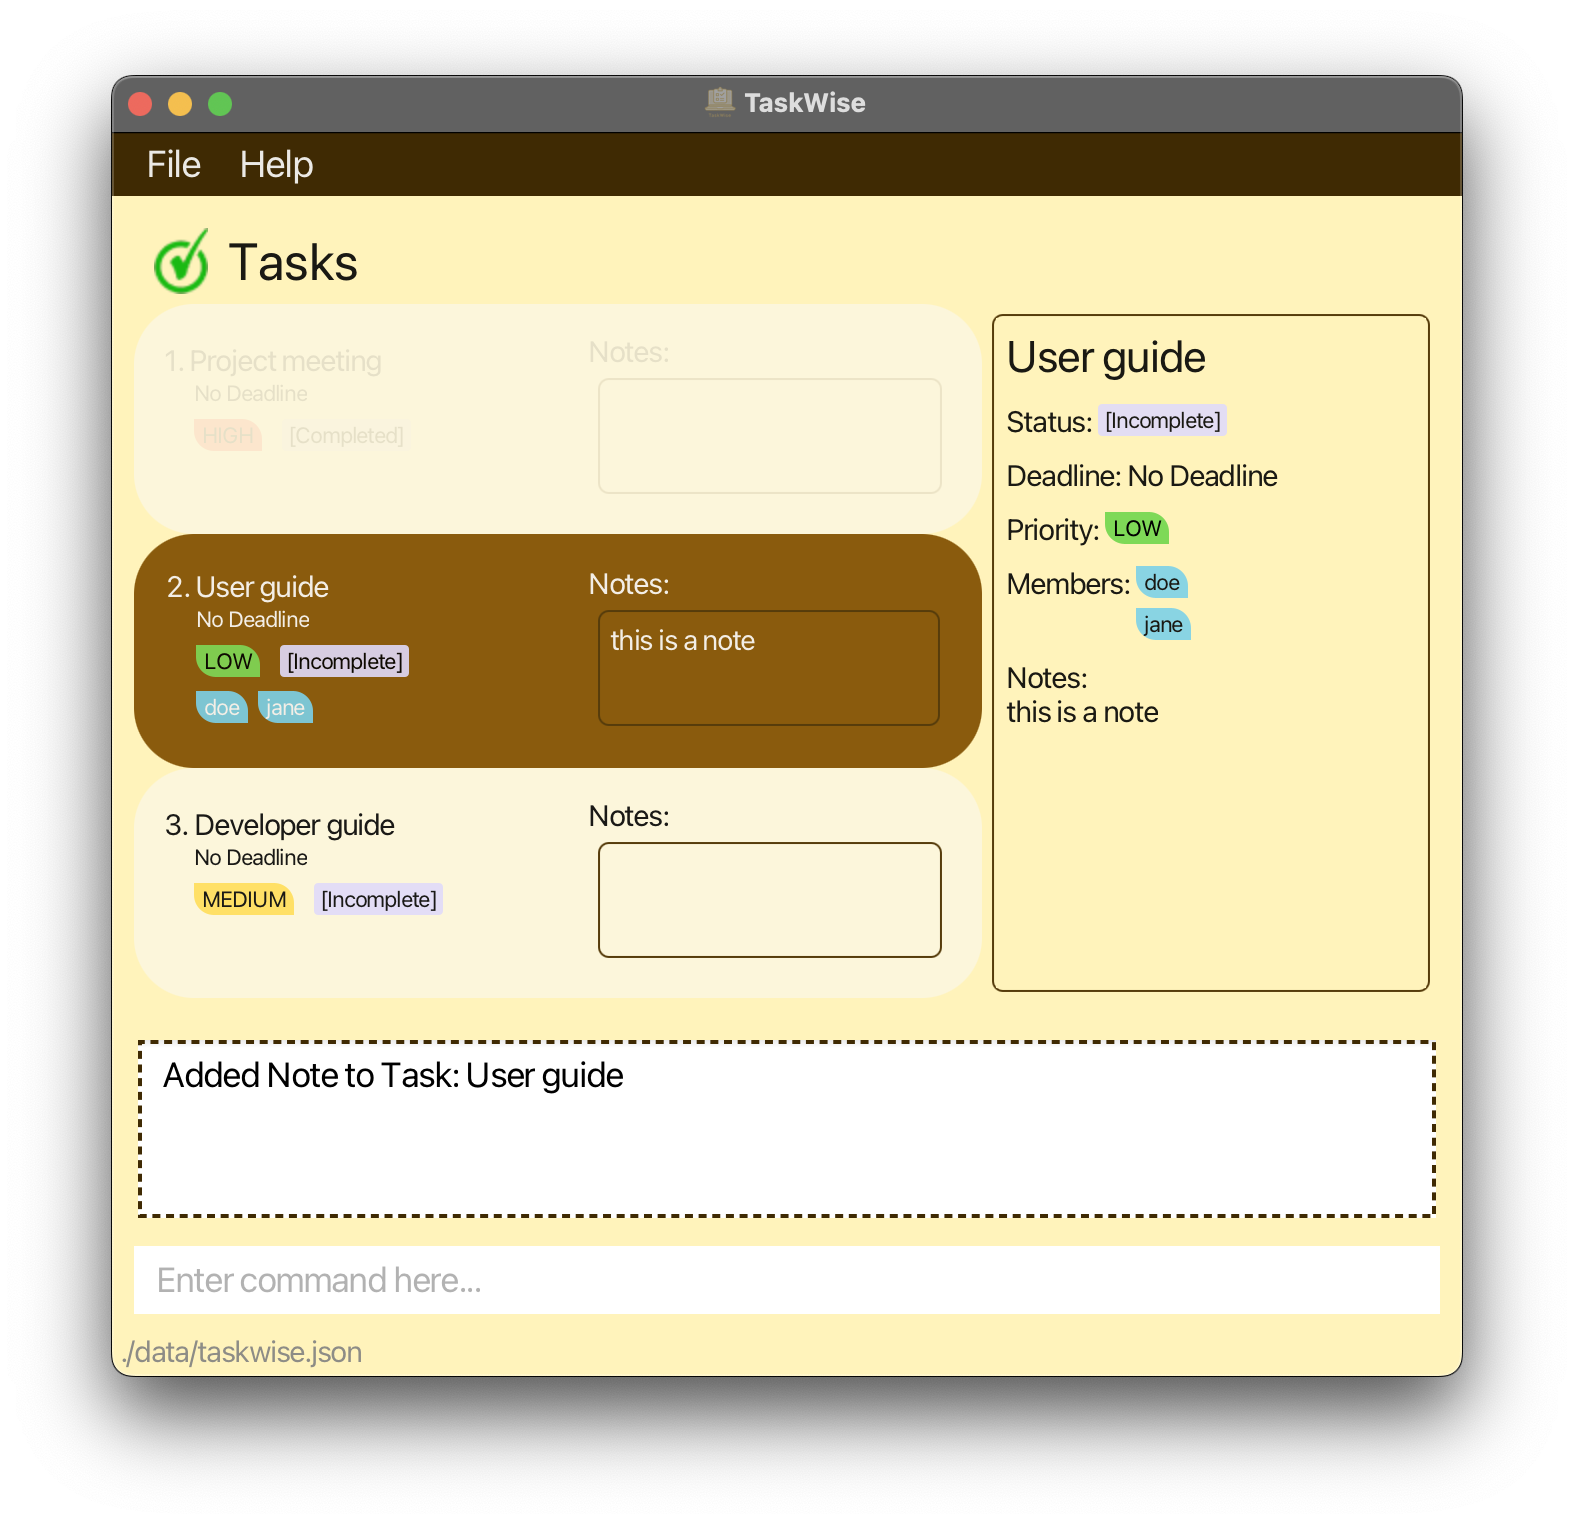 TaskWise
File Help
Tasks
1. Project meeting
No Deadline
HIGH [Completed]
Notes:
2. User guide
No Deadline
LOW [Incomplete]
doe jane
Notes:
this is a note
3. Developer guide
No Deadline
MEDIUM [Incomplete]
Notes:
User guide
Status: [Incomplete]
Deadline: No Deadline
Priority: LOW
Members: doe
jane
Notes:
this is a note
Added Note to Task: User guide
Enter command here...
./data/taskwise.json